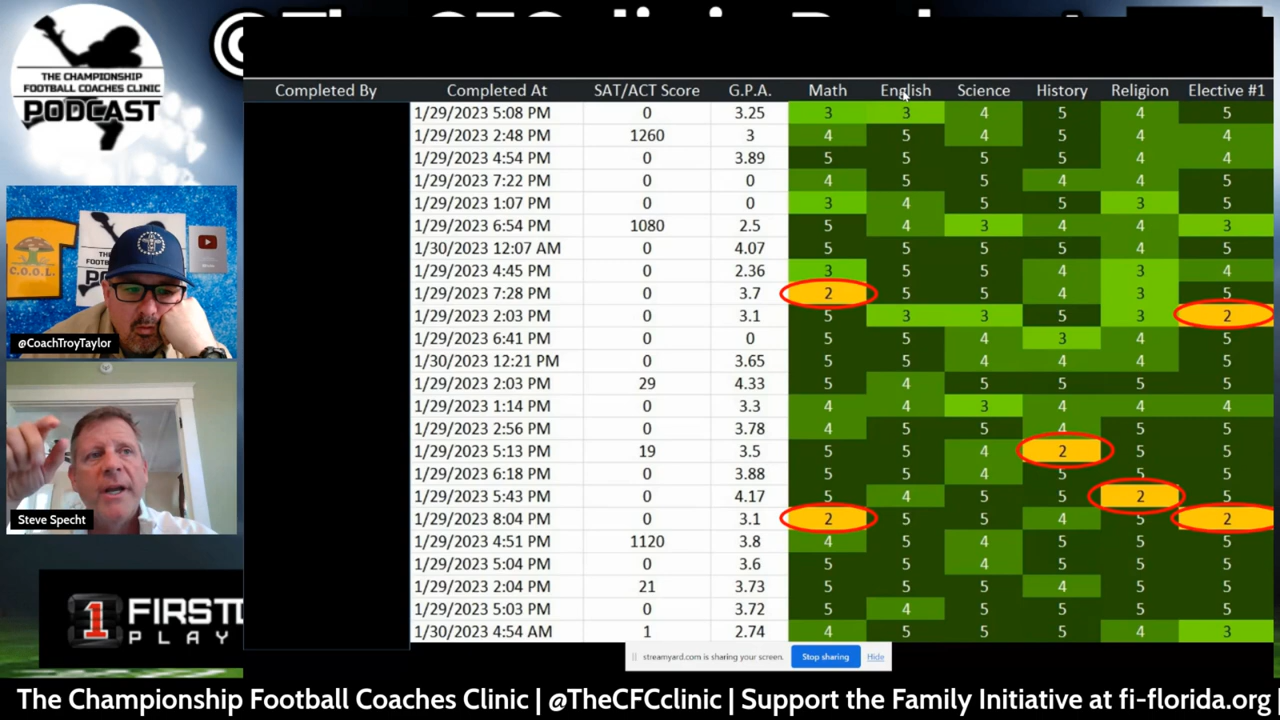 THE CHAMPIONSHIP
FOOTBALL COACHES CLINIC
PODCAST
Completed By Completed At SAT/ACT Score G.P.A. Math English Science History Religion Elective #1
1/29/2023 5:08 PM 0 3.25 3 3 4 5 4 5
1/29/2023 2:48 PM 1260 3 4 5 4 5 4 4
1/29/2023 4:54 PM 0 3.89 5 5 5 5 4 4
1/29/2023 7:22 PM 0 0 4 5 5 4 4 5
1/29/2023 1:07 PM 0 0 3 4 5 5 3 5
1/29/2023 6:54 PM 1080 2.5 5 4 3 4 4 3
1/30/2023 12:07 AM 0 4.07 5 5 5 5 4 5
1/29/2023 4:45 PM 0 2.36 3 5 5 4 3 4
1/29/2023 7:28 PM 0 3.7 2 5 5 4 3 5
1/29/2023 2:03 PM 0 3.1 5 3 3 5 3 2
1/29/2023 6:41 PM 0 0 5 5 4 3 4 5
1/30/2023 12:21 PM 0 3.65 5 5 4 4 4 5
1/29/2023 2:03 PM 29 4.33 5 4 5 5 5 5
1/29/2023 1:14 PM 0 3.3 4 4 3 4 4 4
1/29/2023 2:56 PM 0 3.78 4 5 5 4 5 5
1/29/2023 5:13 PM 19 3.5 5 5 4 2 5 5
1/29/2023 6:18 PM 0 3.88 5 5 4 5 5 5
1/29/2023 5:43 PM 0 4.17 5 4 5 5 2 5
1/29/2023 8:04 PM 0 3.1 2 5 5 4 5 2
1/29/2023 4:51 PM 1120 3.8 4 5 4 5 5 5
1/29/2023 5:04 PM 0 3.6 5 5 4 5 5 5
1/29/2023 2:04 PM 21 3.73 5 5 5 4 5 5
1/29/2023 5:03 PM 0 3.72 5 4 5 5 5 5
1/30/2023 4:54 AM 1 2.74 4 5 5 5 4 3
C.O.O.L.
@CoachTroyTaylor
Steve Specht
1 FIRST
PLAY
streamyard.com is sharing your screen. Stop sharing Hide
The Championship Football Coaches Clinic | @TheCFCclinic | Support the Family Initiative at fi-florida.org